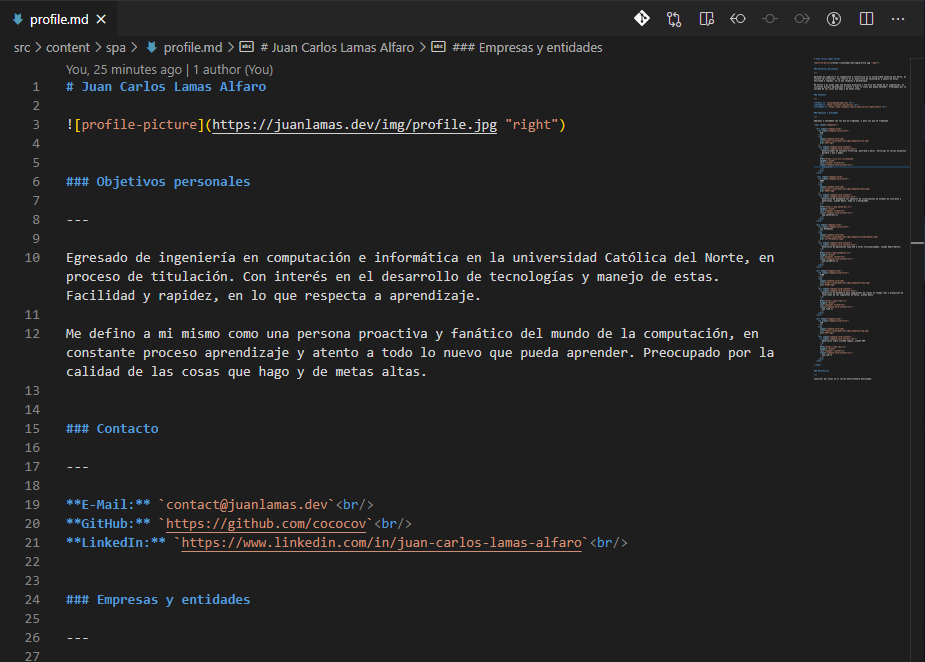 profile.md
src > content > spa > profile.md > # Juan Carlos Lamas Alfaro > ### Empresas y entidades
You, 25 minutes ago | 1 author (You)
1 # Juan Carlos Lamas Alfaro
2
3 ![profile-picture](https://juanlamas.dev/img/profile.jpg "right")
4
5
6 ### Objetivos personales
7
8 ---
9
10 Egresado de ingeniería en computación e informática en la universidad Católica del Norte, en
proceso de titulación. Con interés en el desarrollo de tecnologías y manejo de estas.
Facilidad y rapidez, en lo que respecta a aprendizaje.
11
12 Me defino a mi mismo como una persona proactiva y fanático del mundo de la computación, en
constante proceso aprendizaje y atento a todo lo nuevo que pueda aprender. Preocupado por la
calidad de las cosas que hago y de metas altas.
13
14
15 ### Contacto
16
17 ---
18
19 **E-Mail:** `contact@juanlamas.dev`<br/>
20 **GitHub:** `https://github.com/cococov`<br/>
21 **LinkedIn:** `https://www.linkedin.com/in/juan-carlos-lamas-alfaro`<br/>
22
23
24 ### Empresas y entidades
25
26 ---
27